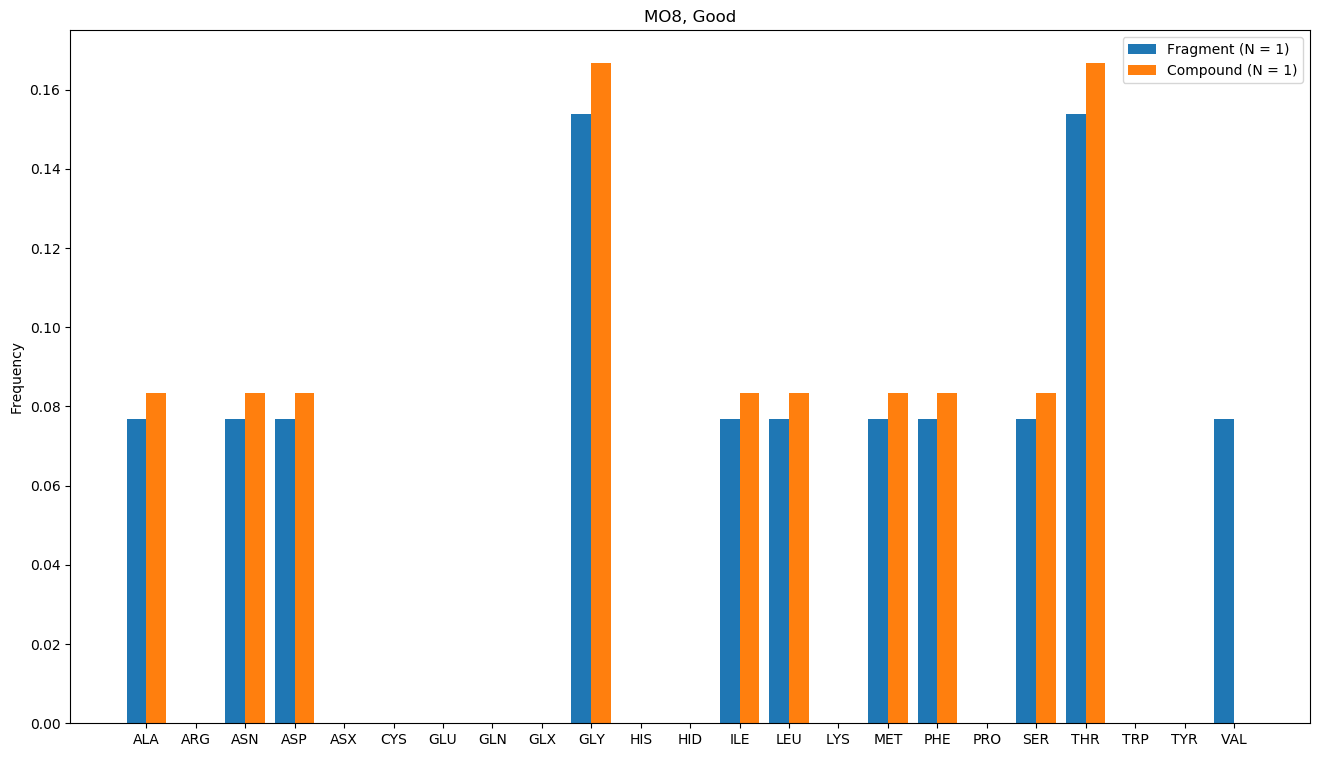 MO8, Good
Fragment (N = 1)
Compound (N = 1)
Frequency
0.16
0.14
0.12
0.10
0.08
0.06
0.04
0.02
0.00
ALA ARG ASN ASP ASX CYS GLU GLN GLX GLY HIS HID ILE LEU LYS MET PHE PRO SER THR TRP TYR VAL